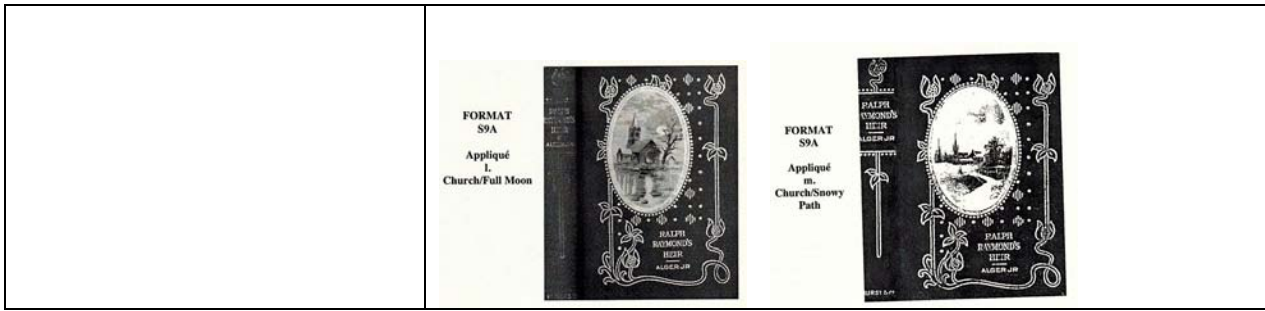 FORMAT
S9A
Appliqué
l.
Church/Full Moon
RALPH
RAYMOND'S
HEIR
ALGER JR
FORMAT
S9A
Appliqué
m.
Church/Snowy
Path
RALPH
RAYMOND'S
HEIR
ALGER JR
RALPH
RAYMOND'S
HEIR
ALGER JR